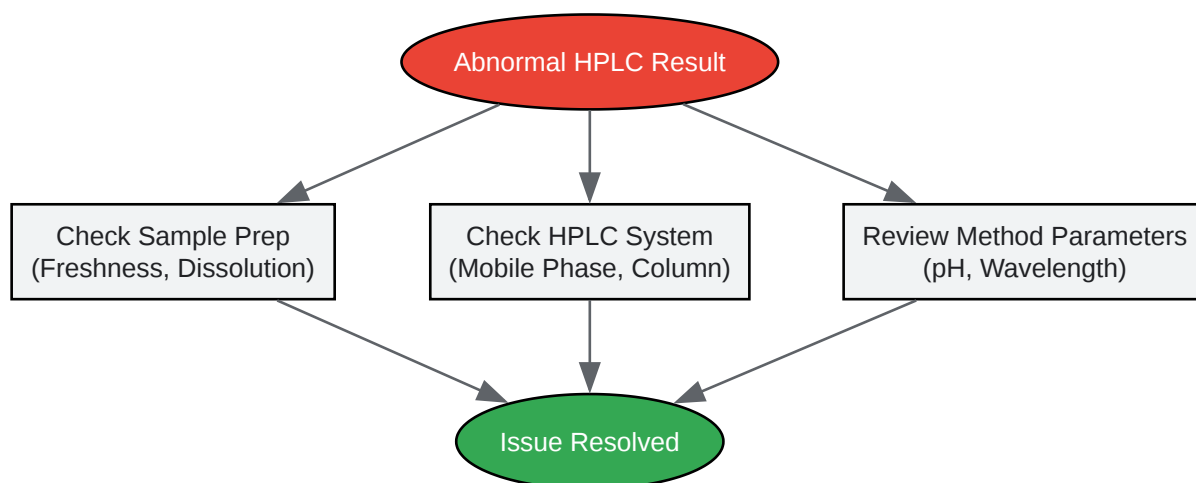 Abnormal HPLC Result
Check Sample Prep
(Freshness, Dissolution)
Check HPLC System
(Mobile Phase, Column)
Review Method Parameters
(pH, Wavelength)
Issue Resolved